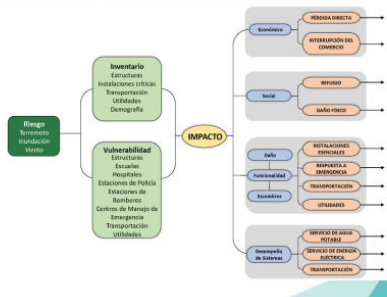 Riesgo
Terremoto
Inundación
Viento
Inventario
Estructuras
Instalaciones críticas
Transportación
Utilidades
Demografía
Vulnerabilidad
Estructuras
Escuelas
Hospitales
Estaciones de Policía
Estaciones de
Bomberos
Centros de Manejo de
Emergencia
Transportación
Utilidades
IMPACTO
Económico
PÉRDIDA DIRECTA
INTERRUPCIÓN DEL
COMERCIO
Social
REFUGIO
DAÑO FÍSICO
Daño
Funcionalidad
Escombros
INSTALACIONES
ESENCIALES
RESPUESTA A
EMERGENCIA
TRANSPORTACIÓN
UTILIDADES
Desempeño
de Sistemas
SERVICIO DE AGUA
POTABLE
SERVICIO DE ENERGÍA
ELÉCTRICA
TRANSPORTACIÓN